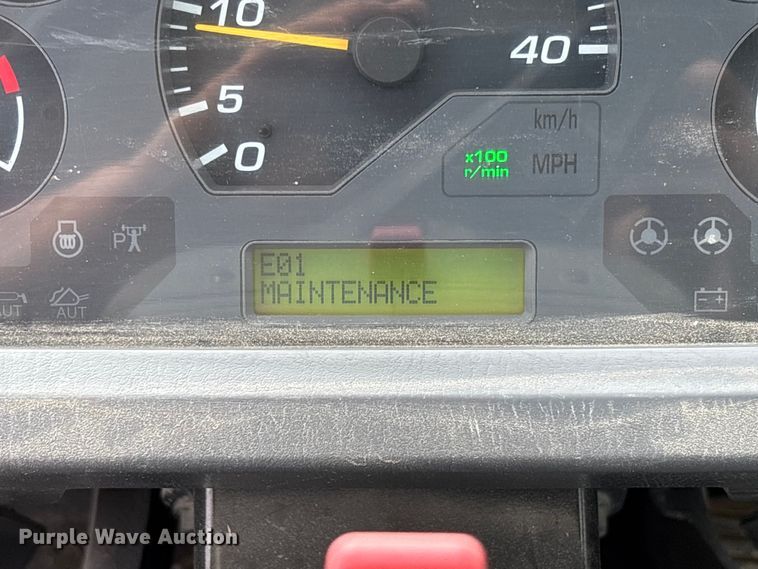 10
5
0
40
km/h
x100
r/min
MPH
P
AUT
AUT
E01
MAINTENANCE
Purple Wave Auction